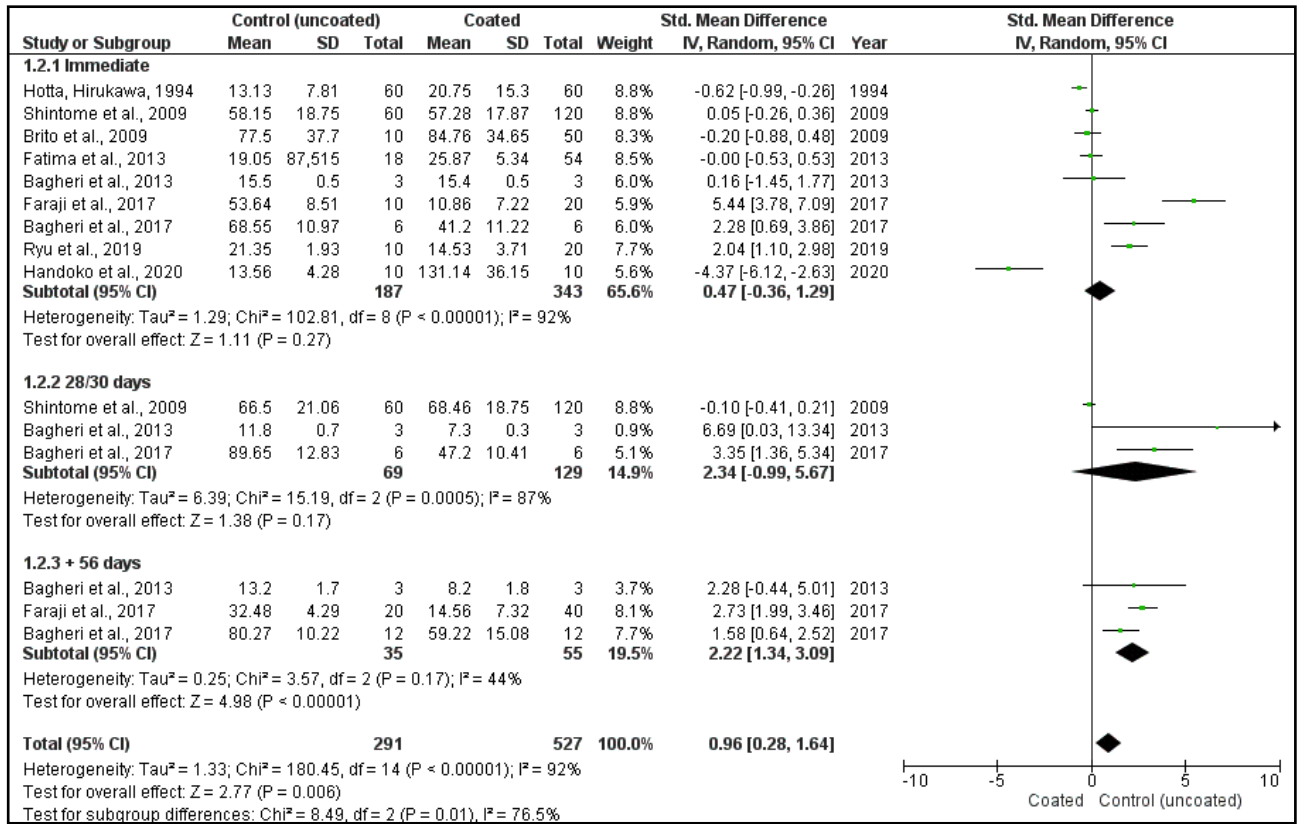 Control (uncoated) Coated Std. Mean Difference Std. Mean Difference
Study or Subgroup Mean SD Total Mean SD Total Weight IV, Random, 95% CI Year IV, Random, 95% CI
1.2.1 Immediate
Hotta, Hirukawa, 1994 13.13 7.81 60 20.75 15.3 60 8.8% -0.62 [-0.99, -0.26] 1994
Shintome et al., 2009 58.15 18.75 60 57.28 17.87 120 8.8% 0.05 [-0.26, 0.36] 2009
Brito et al., 2009 77.5 37.7 10 84.76 34.65 50 8.3% -0.20 [-0.88, 0.48] 2009
Fatima et al., 2013 19.05 87,515 18 25.87 5.34 54 8.5% -0.00 [-0.53, 0.53] 2013
Bagheri et al., 2013 15.5 0.5 3 15.4 0.5 3 6.0% 0.16 [-1.45, 1.77] 2013
Faraji et al., 2017 53.64 8.51 10 10.86 7.22 20 5.9% 5.44 [3.78, 7.09] 2017
Bagheri et al., 2017 68.55 10.97 6 41.2 11.22 6 6.0% 2.28 [0.69, 3.86] 2017
Ryu et al., 2019 21.35 1.93 10 14.53 3.71 20 7.7% 2.04 [1.10, 2.98] 2019
Handoko et al., 2020 13.56 4.28 10 131.14 36.15 10 5.6% -4.37 [-6.12, -2.63] 2020
Subtotal (95% CI) 187 343 65.6% 0.47 [-0.36, 1.29]
Heterogeneity: Tau² = 1.29; Chi² = 102.81, df = 8 (P < 0.00001); I² = 92%
Test for overall effect: Z = 1.11 (P = 0.27)
1.2.2 28/30 days
Shintome et al., 2009 66.5 21.06 60 68.46 18.75 120 8.8% -0.10 [-0.41, 0.21] 2009
Bagheri et al., 2013 11.8 0.7 3 7.3 0.3 3 0.9% 6.69 [0.03, 13.34] 2013
Bagheri et al., 2017 89.65 12.83 6 47.2 10.41 6 5.1% 3.35 [1.36, 5.34] 2017
Subtotal (95% CI) 69 129 14.9% 2.34 [-0.99, 5.67]
Heterogeneity: Tau² = 6.39; Chi² = 15.19, df = 2 (P = 0.0005); I² = 87%
Test for overall effect: Z = 1.38 (P = 0.17)
1.2.3 + 56 days
Bagheri et al., 2013 13.2 1.7 3 8.2 1.8 3 3.7% 2.28 [-0.44, 5.01] 2013
Faraji et al., 2017 32.48 4.29 20 14.56 7.32 40 8.1% 2.73 [1.99, 3.46] 2017
Bagheri et al., 2017 80.27 10.22 12 59.22 15.08 12 7.7% 1.58 [0.64, 2.52] 2017
Subtotal (95% CI) 35 55 19.5% 2.22 [1.34, 3.09]
Heterogeneity: Tau² = 0.25; Chi² = 3.57, df = 2 (P = 0.17); I² = 44%
Test for overall effect: Z = 4.98 (P < 0.00001)
Total (95% CI) 291 527 100.0% 0.96 [0.28, 1.64]
Heterogeneity: Tau² = 1.33; Chi² = 180.45, df = 14 (P < 0.00001); I² = 92%
Test for overall effect: Z = 2.77 (P = 0.006)
Test for subgroup differences: Chi² = 8.49, df = 2 (P = 0.01), I² = 76.5%
-10 -5 0 5 10
Coated Control (uncoated)